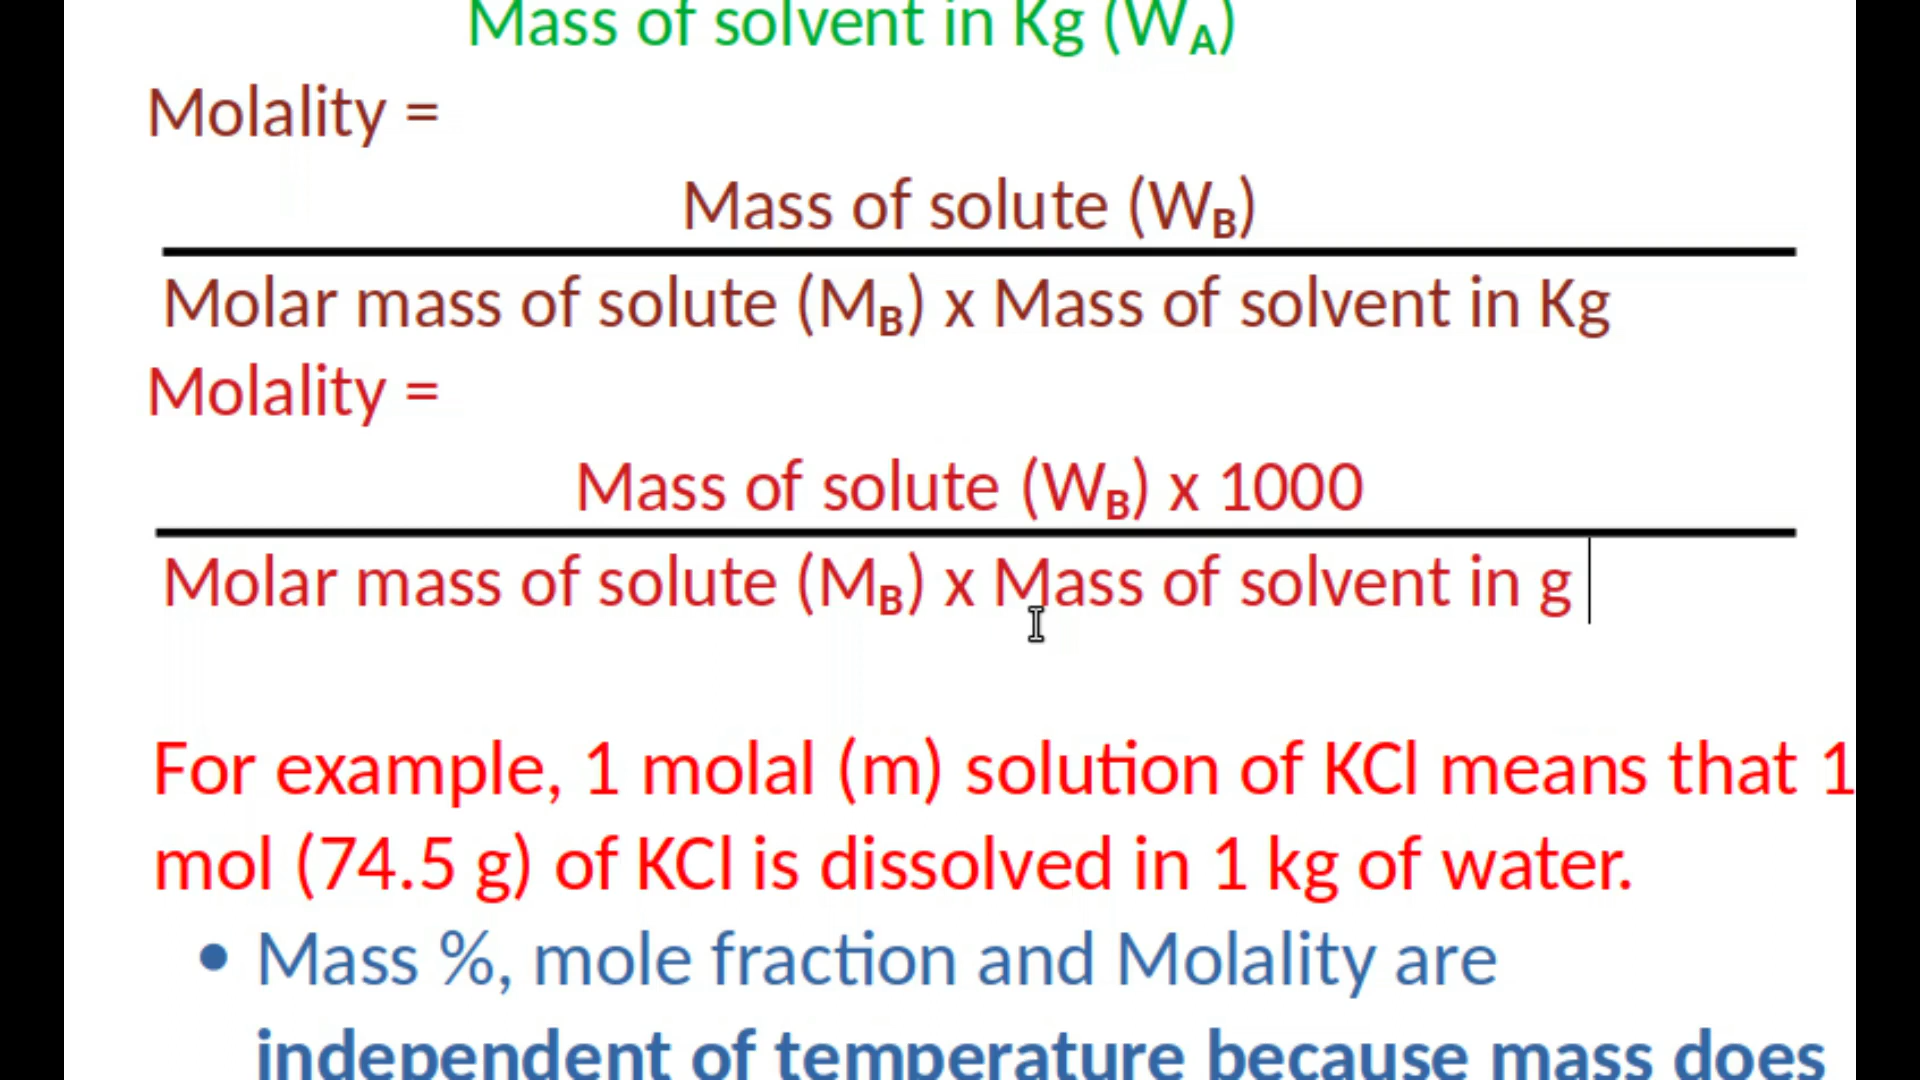 Mass of solvent in Kg (WA)
Molality =
Mass of solute (WB)
Molar mass of solute (MB) x Mass of solvent in Kg
Molality =
Mass of solute (WB) x 1000
Molar mass of solute (MB) x Mass of solvent in g
For example, 1 molal (m) solution of KCl means that 1
mol (74.5 g) of KCl is dissolved in 1 kg of water.
• Mass %, mole fraction and Molality are
independent of temperature because mass does